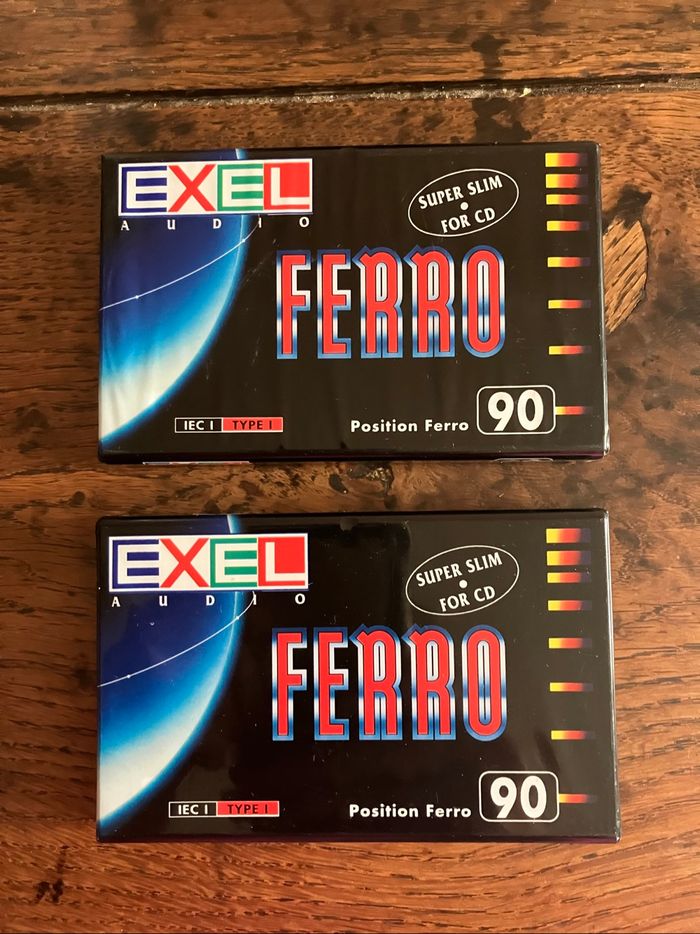 EXEL
AUDIO
SUPER SLIM
•
FOR CD
FERRO
IEC I TYPE I
Position Ferro 90
EXEL
AUDIO
SUPER SLIM
•
FOR CD
FERRO
IEC I TYPE I
Position Ferro 90